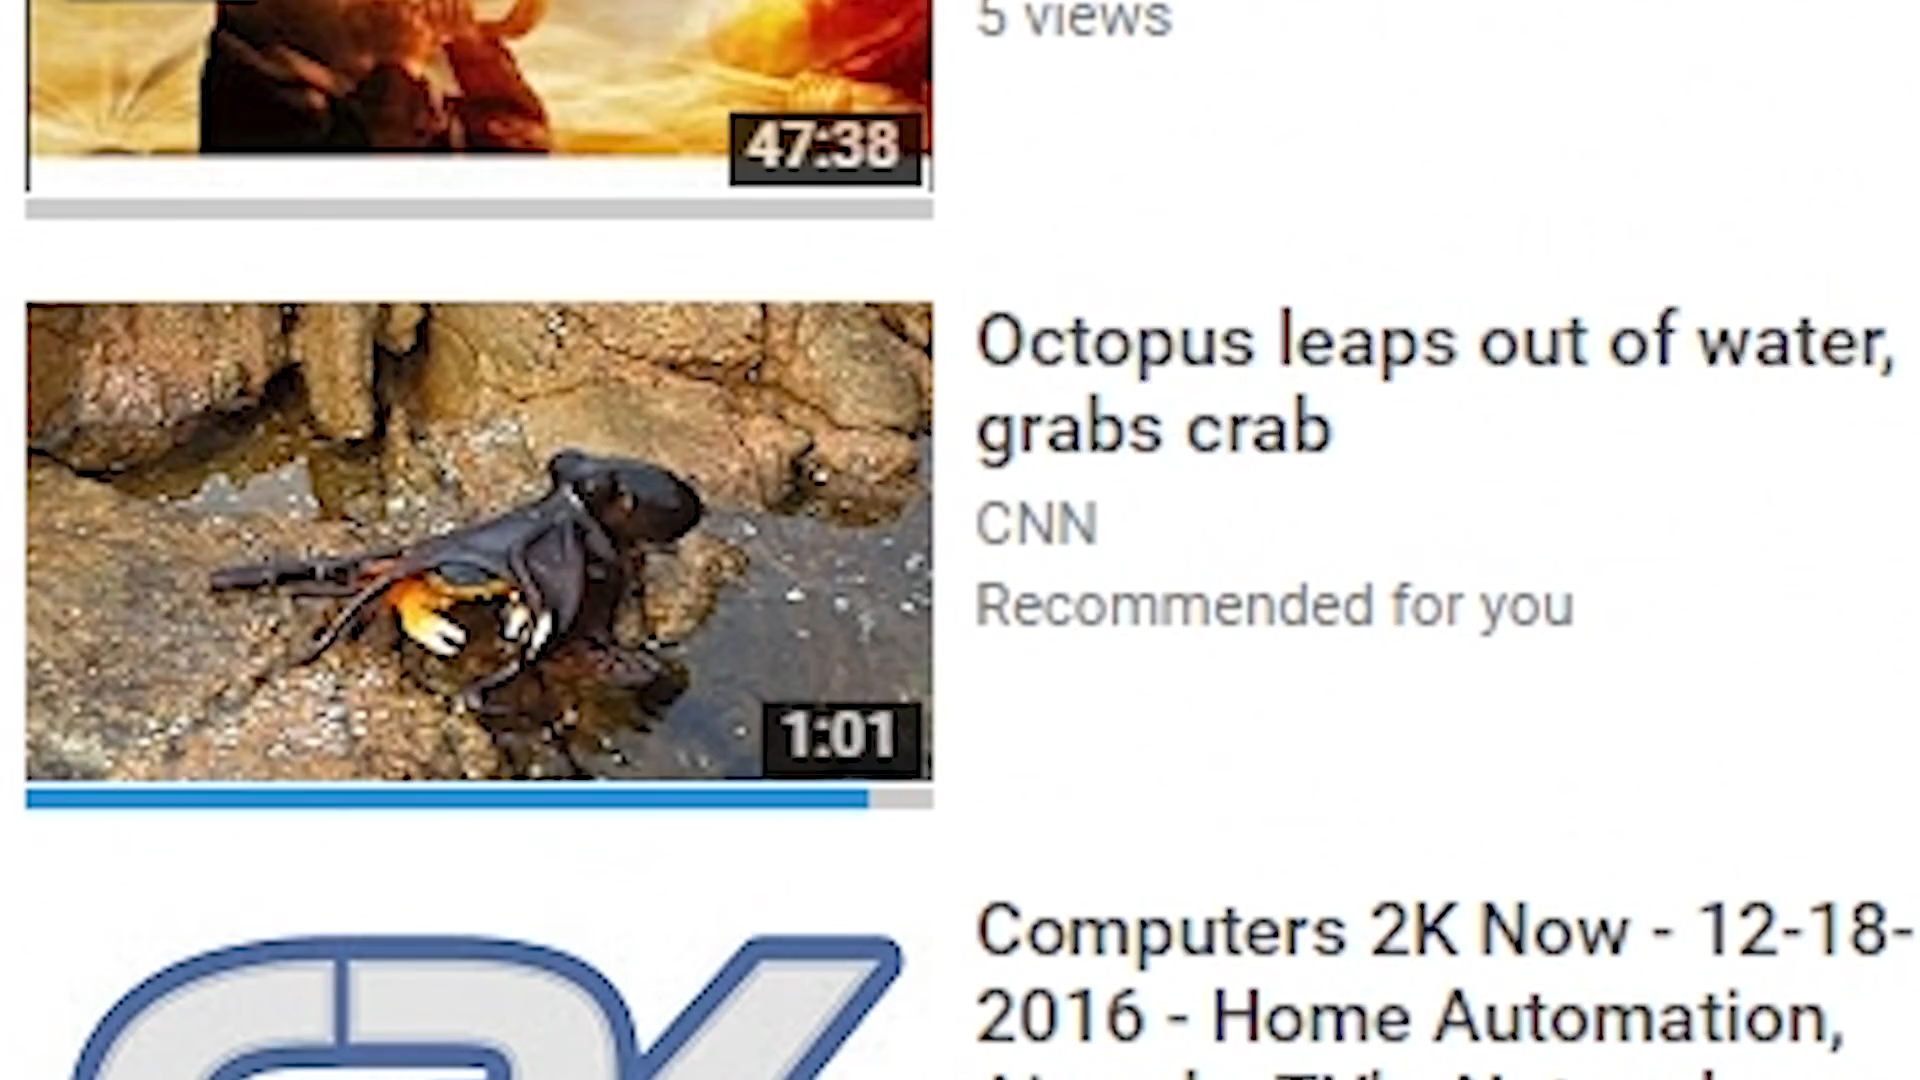 5 views
47:38
Octopus leaps out of water,
grabs crab
CNN
Recommended for you
1:01
Computers 2K Now - 12-18-
2016 - Home Automation,